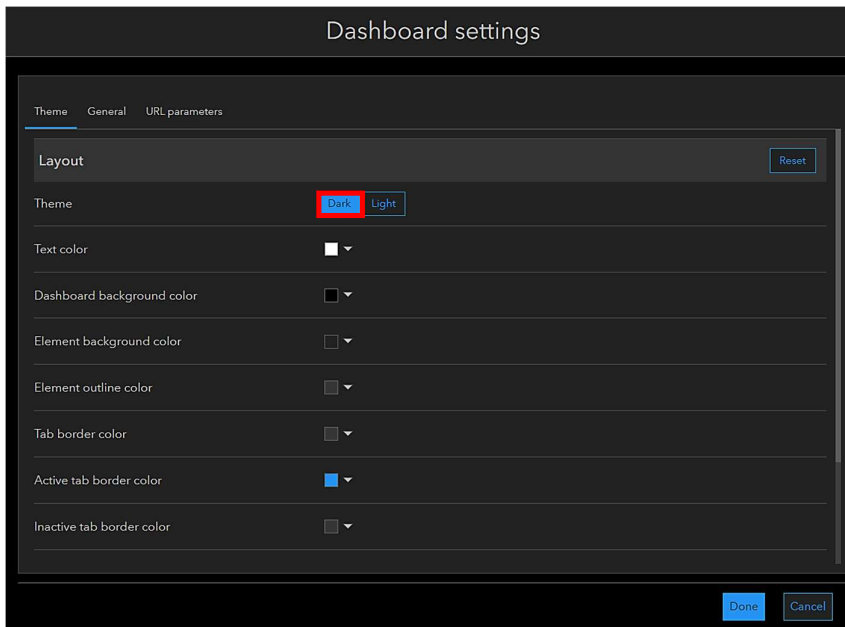 Dashboard settings
Theme General URL parameters
Layout Reset
Theme Dark Light
Text color
Dashboard background color
Element background color
Element outline color
Tab border color
Active tab border color
Inactive tab border color
Done Cancel